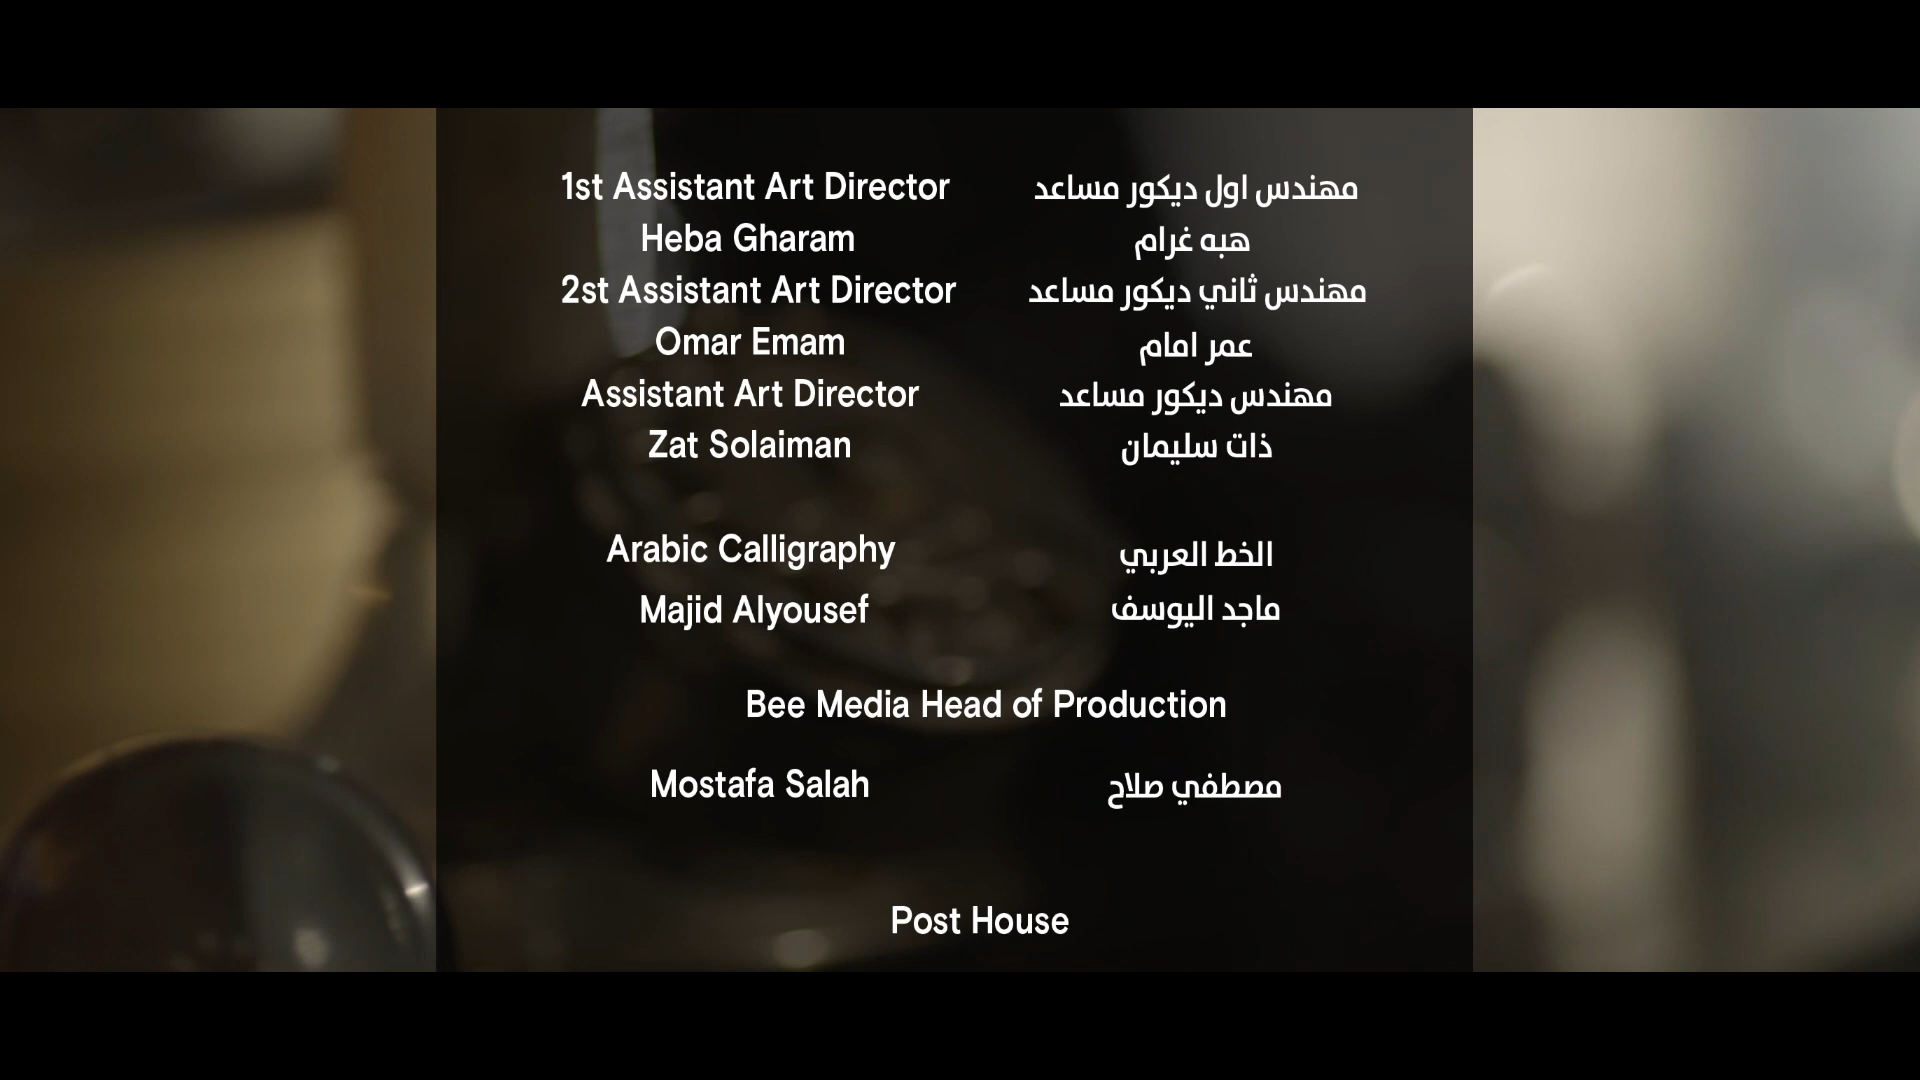 1st Assistant Art Director مهندس اول ديكور مساعد
Heba Gharam هبه غرام
2st Assistant Art Director مهندس ثاني ديكور مساعد
Omar Emam عمر امام
Assistant Art Director مهندس ديكور مساعد
Zat Solaiman ذات سليمان
Arabic Calligraphy الخط العربي
Majid Alyousef ماجد اليوسف
Bee Media Head of Production
Mostafa Salah مصطفي صلاح
Post House